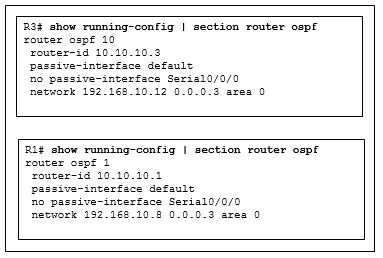 R3# show running-config | section router ospf
router ospf 10
router-id 10.10.10.3
passive-interface default
no passive-interface Serial0/0/0
network 192.168.10.12 0.0.0.3 area 0
R1# show running-config | section router ospf
router ospf 1
router-id 10.10.10.1
passive-interface default
no passive-interface Serial0/0/0
network 192.168.10.8 0.0.0.3 area 0